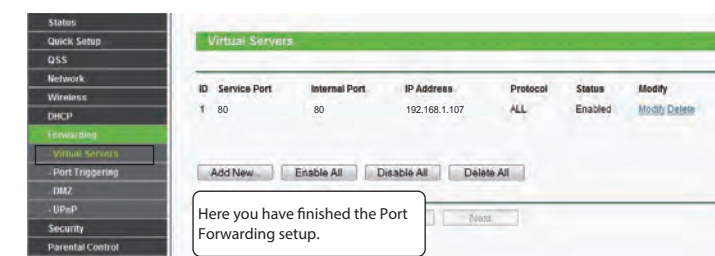 Status
Quick Setup
QSS
Network
Wireless
DHCP
Forwarding
- Virtual Servers
- Port Triggering
- DMZ
- UPnP
Security
Parental Control
Virtual Servers
ID Service Port Internal Port IP Address Protocol Status Modify
1 80 80 192.168.1.107 ALL Enabled Modify Delete
Add New... Enable All Disable All Delete All
Next
Here you have finished the Port
Forwarding setup.